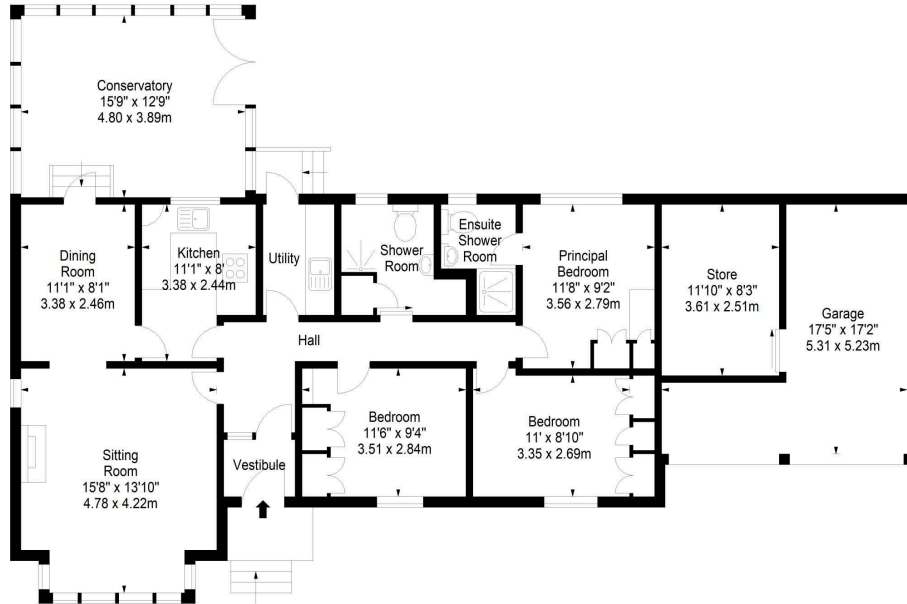 Conservatory
15'9" x 12'9"
4.80 x 3.89m
Dining
Room
11'1" x 8'1"
3.38 x 2.46m
Kitchen
11'1" x 8'
3.38 x 2.44m
Utility
Shower
Room
Ensuite
Shower
Room
Principal
Bedroom
11'8" x 9'2"
3.56 x 2.79m
Store
11'10" x 8'3"
3.61 x 2.51m
Garage
17'5" x 17'2"
5.31 x 5.23m
Hall
Sitting
Room
15'8" x 13'10"
4.78 x 4.22m
Vestibule
Bedroom
11'6" x 9'4"
3.51 x 2.84m
Bedroom
11' x 8'10"
3.35 x 2.69m